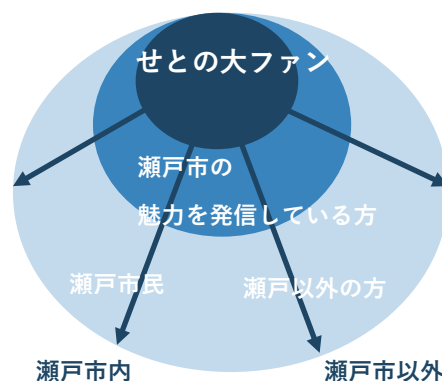 せとの大ファン
瀬戸市の
魅力を発信している方
瀬戸市民
瀬戸以外の方
瀬戸市内
瀬戸市以外